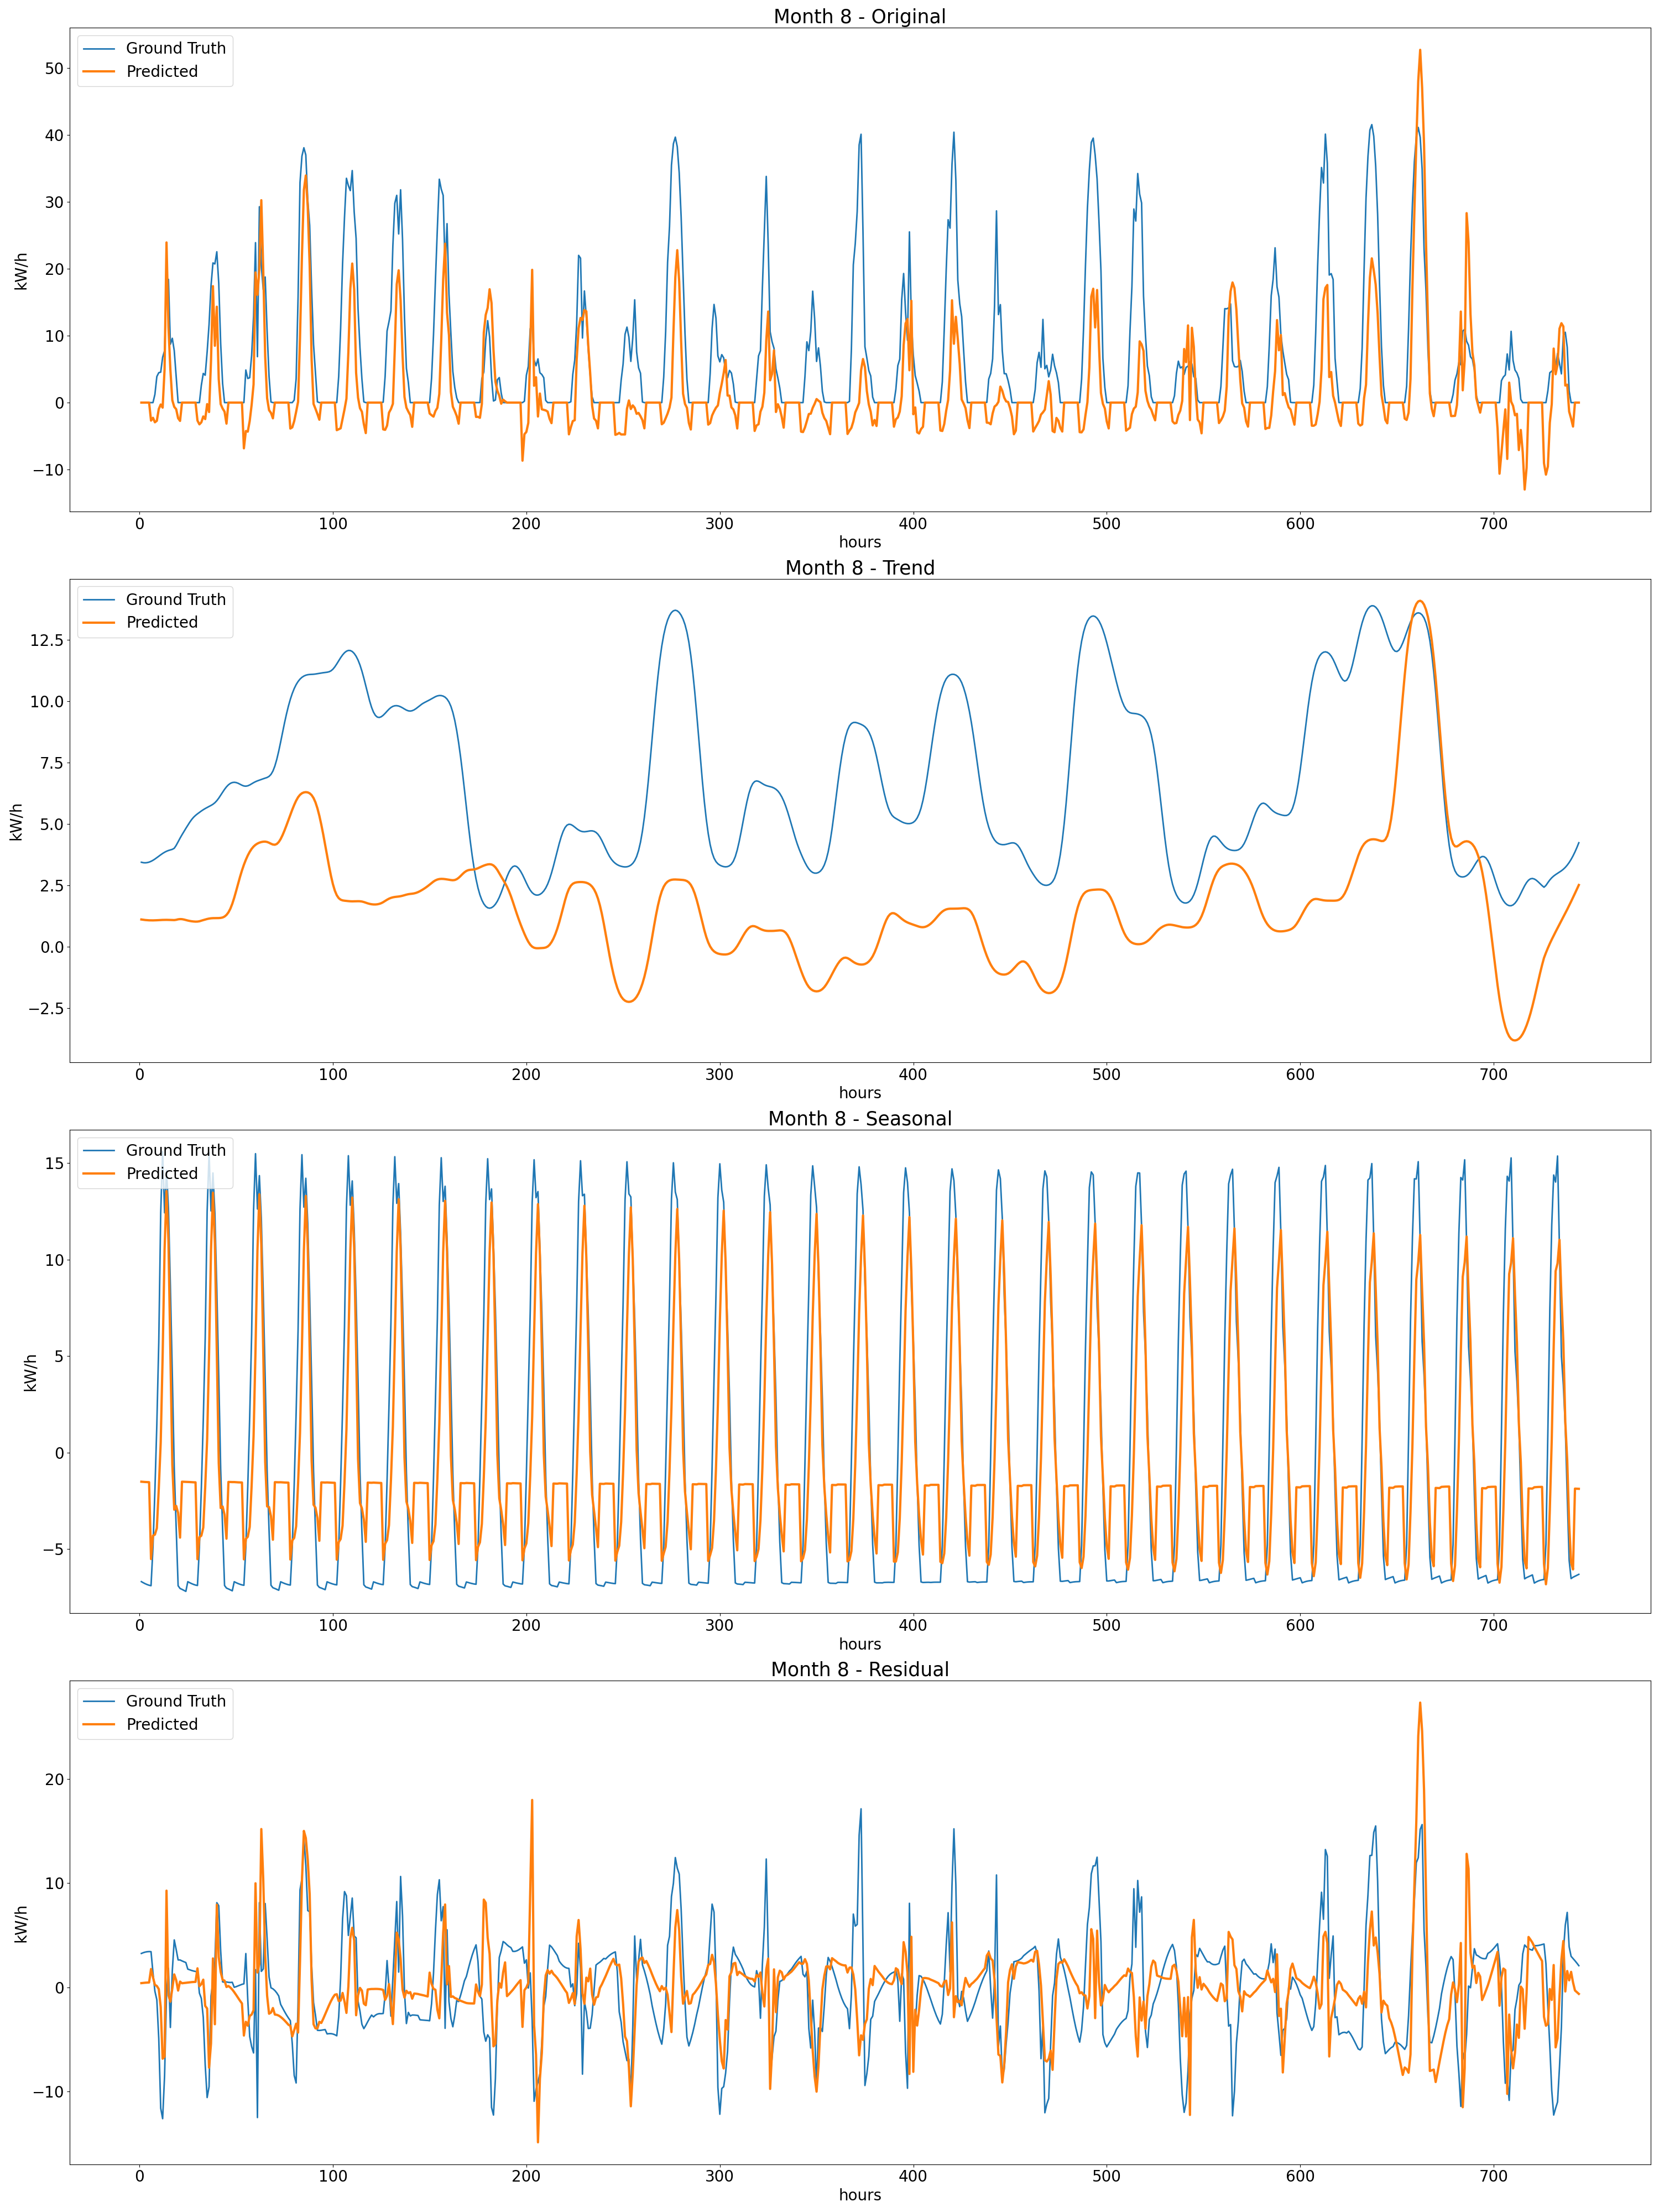 Month 8 - Original
Ground Truth
Predicted
kW/h
50
40
30
20
10
0
−10
0 100 200 300 400 500 600 700
hours
Month 8 - Trend
Ground Truth
Predicted
kW/h
12.5
10.0
7.5
5.0
2.5
0.0
−2.5
0 100 200 300 400 500 600 700
hours
Month 8 - Seasonal
Ground Truth
Predicted
kW/h
15
10
5
0
−5
0 100 200 300 400 500 600 700
hours
Month 8 - Residual
Ground Truth
Predicted
kW/h
20
10
0
−10
0 100 200 300 400 500 600 700
hours